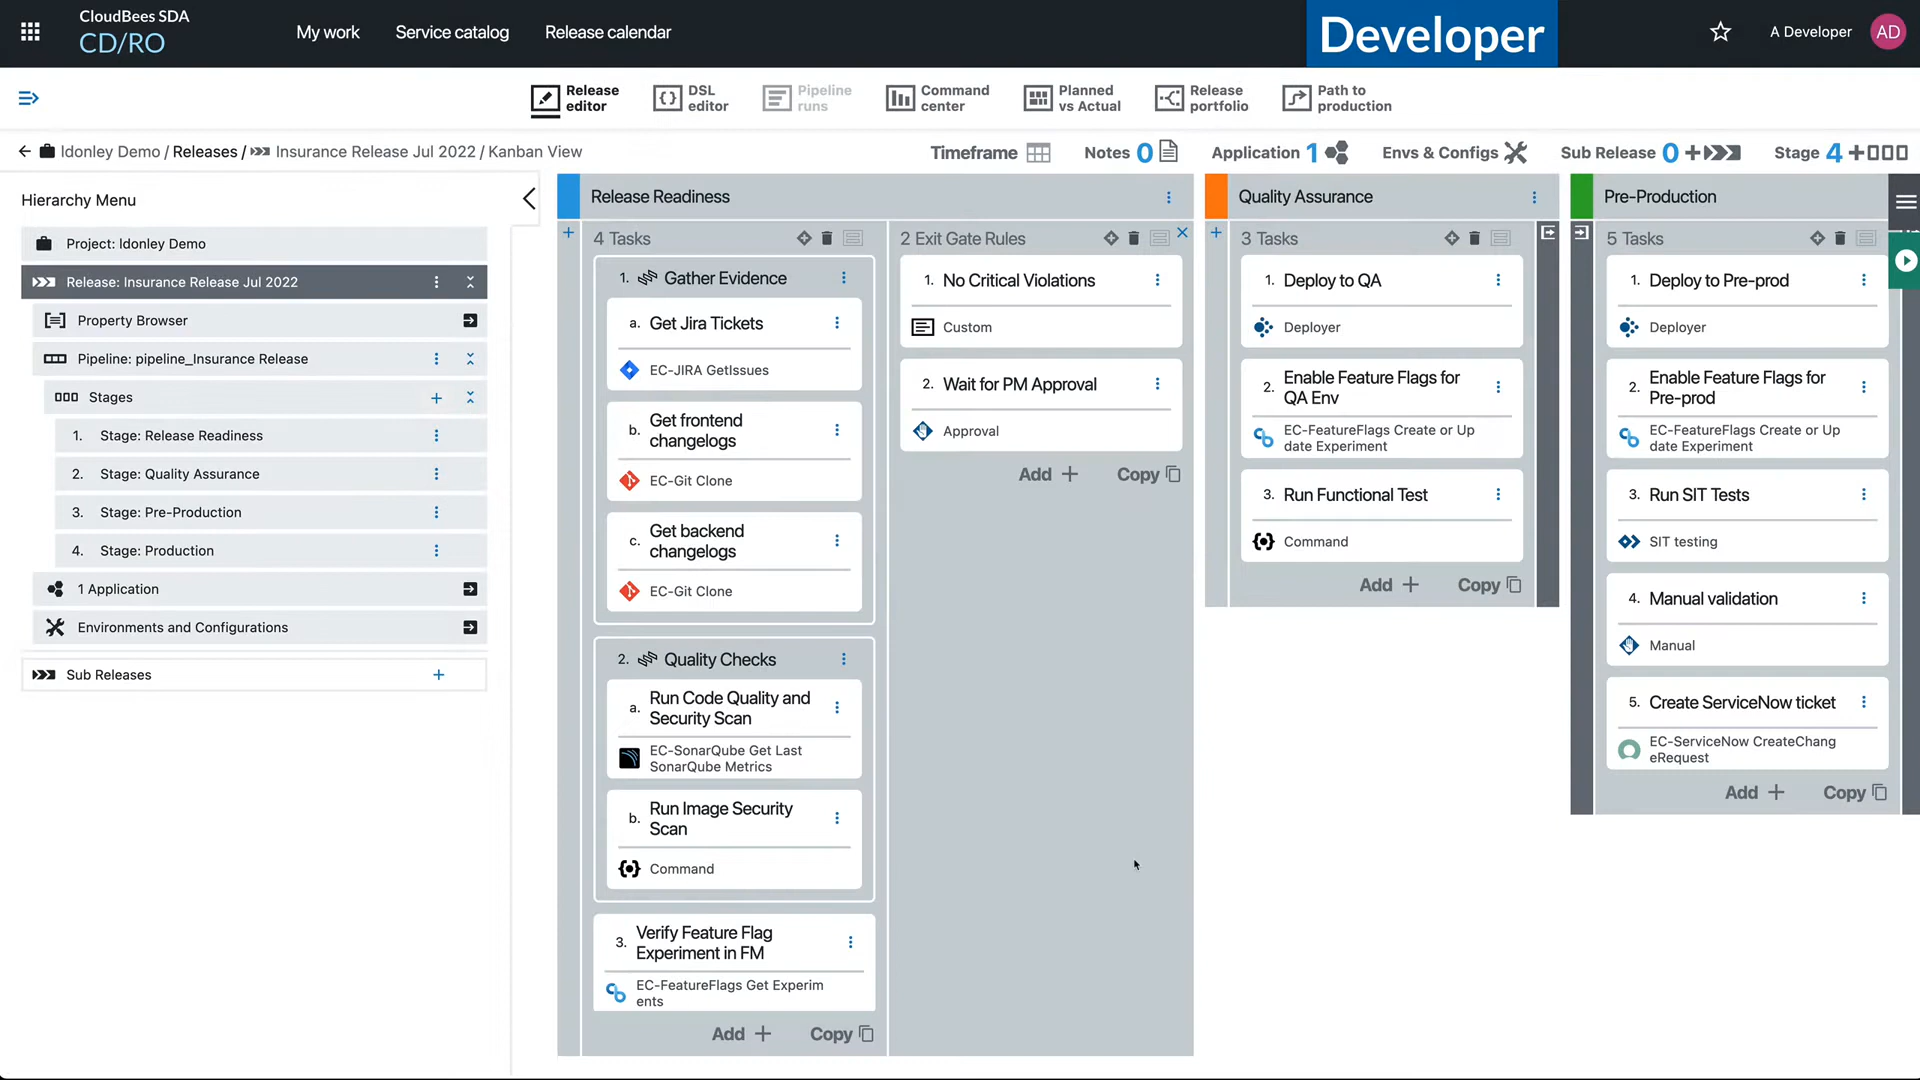 CloudBees SDA
CD/RO
My work
Service catalog
Release calendar
Developer
A Developer
AD
Release editor
DSL editor
Pipeline runs
Command center
Planned vs Actual
Release portfolio
Path to production
Idonley Demo / Releases / Insurance Release Jul 2022 / Kanban View
Timeframe
Notes 0
Application 1
Envs & Configs
Sub Release 0
Stage 4
Hierarchy Menu
Project: Idonley Demo
Release: Insurance Release Jul 2022
Property Browser
Pipeline: pipeline_Insurance Release
Stages
1. Stage: Release Readiness
2. Stage: Quality Assurance
3. Stage: Pre-Production
4. Stage: Production
1 Application
Environments and Configurations
Sub Releases
Release Readiness
4 Tasks
1. Gather Evidence
a. Get Jira Tickets
EC-JIRA GetIssues
b. Get frontend
changelogs
EC-Git Clone
c. Get backend
changelogs
EC-Git Clone
2. Quality Checks
a. Run Code Quality and
Security Scan
EC-SonarQube Get Last
SonarQube Metrics
b. Run Image Security
Scan
Command
3. Verify Feature Flag
Experiment in FM
EC-FeatureFlags Get Experim
ents
Add
Copy
2 Exit Gate Rules
1. No Critical Violations
Custom
2. Wait for PM Approval
Approval
Add
Copy
Quality Assurance
3 Tasks
1. Deploy to QA
Deployer
2. Enable Feature Flags for
QA Env
EC-FeatureFlags Create or Up
date Experiment
3. Run Functional Test
Command
Add
Copy
Pre-Production
5 Tasks
1. Deploy to Pre-prod
Deployer
2. Enable Feature Flags for
Pre-prod
EC-FeatureFlags Create or Up
date Experiment
3. Run SIT Tests
SIT testing
4. Manual validation
Manual
5. Create ServiceNow ticket
EC-ServiceNow CreateChang
eRequest
Add
Copy